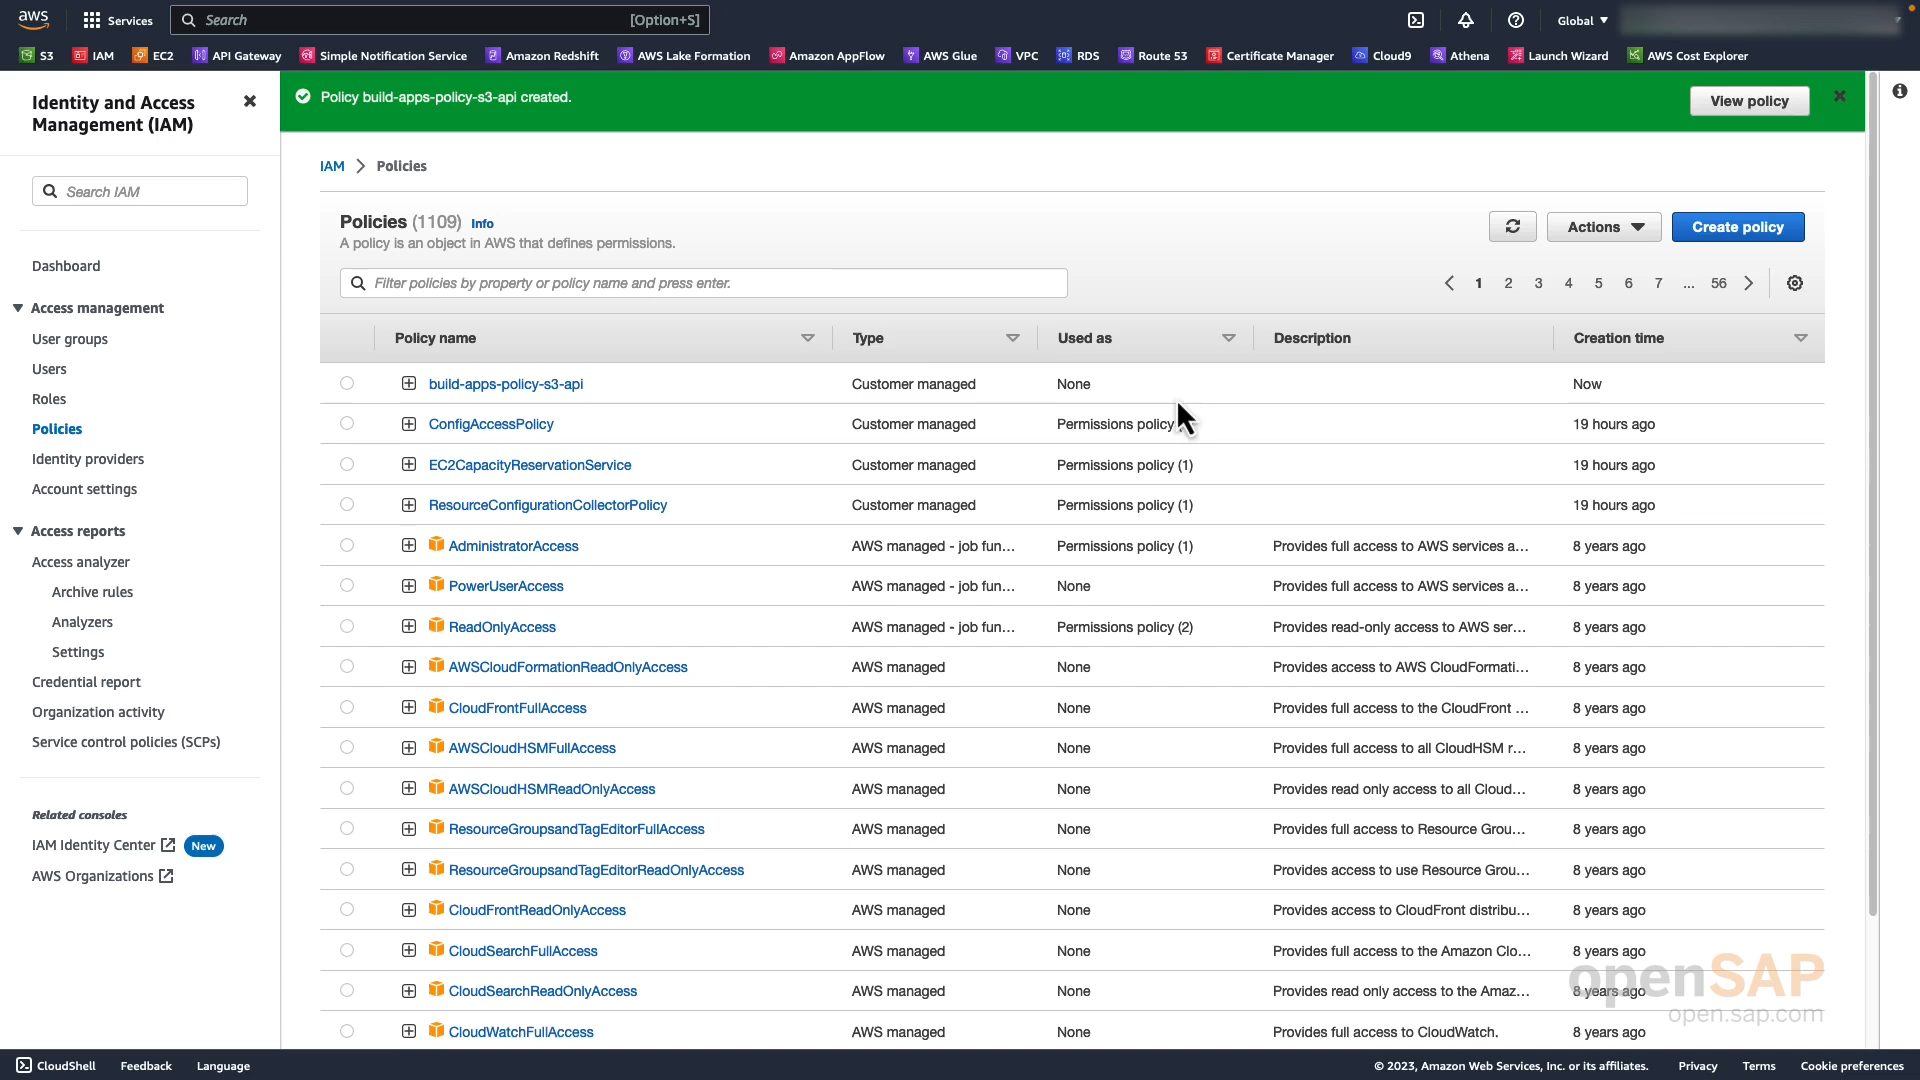 aws
Services
Search
[Option+S]
Global
S3
IAM
EC2
API Gateway
Simple Notification Service
Amazon Redshift
AWS Lake Formation
Amazon AppFlow
AWS Glue
VPC
RDS
Route 53
Certificate Manager
Cloud9
Athena
Launch Wizard
AWS Cost Explorer
Identity and Access
Management (IAM)
Search IAM
Dashboard
Access management
User groups
Users
Roles
Policies
Identity providers
Account settings
Access reports
Access analyzer
Archive rules
Analyzers
Settings
Credential report
Organization activity
Service control policies (SCPs)
Related consoles
IAM Identity Center New
AWS Organizations
Policy build-apps-policy-s3-api created.
View policy
IAM > Policies
Policies (1109) Info
A policy is an object in AWS that defines permissions.
Actions
Create policy
Filter policies by property or policy name and press enter.
1 2 3 4 5 6 7 ... 56
Policy name Type Used as Description Creation time
build-apps-policy-s3-api Customer managed None Now
ConfigAccessPolicy Customer managed Permissions policy 19 hours ago
EC2CapacityReservationService Customer managed Permissions policy (1) 19 hours ago
ResourceConfigurationCollectorPolicy Customer managed Permissions policy (1) 19 hours ago
AdministratorAccess AWS managed - job fun... Permissions policy (1) Provides full access to AWS services a... 8 years ago
PowerUserAccess AWS managed - job fun... None Provides full access to AWS services a... 8 years ago
ReadOnlyAccess AWS managed - job fun... Permissions policy (2) Provides read-only access to AWS ser... 8 years ago
AWSCloudFormationReadOnlyAccess AWS managed None Provides access to AWS CloudFormati... 8 years ago
CloudFrontFullAccess AWS managed None Provides full access to the CloudFront ... 8 years ago
AWSCloudHSMFullAccess AWS managed None Provides full access to all CloudHSM r... 8 years ago
AWSCloudHSMReadOnlyAccess AWS managed None Provides read only access to all Cloud... 8 years ago
ResourceGroupsandTagEditorFullAccess AWS managed None Provides full access to Resource Grou... 8 years ago
ResourceGroupsandTagEditorReadOnlyAccess AWS managed None Provides access to use Resource Grou... 8 years ago
CloudFrontReadOnlyAccess AWS managed None Provides access to CloudFront distribu... 8 years ago
CloudSearchFullAccess AWS managed None Provides full access to the Amazon Clo... 8 years ago
CloudSearchReadOnlyAccess AWS managed None Provides read only access to the Amaz... 8 years ago
CloudWatchFullAccess AWS managed None Provides full access to CloudWatch. 8 years ago
openSAP
open.sap.com
CloudShell
Feedback
Language
© 2023, Amazon Web Services, Inc. or its affiliates.
Privacy
Terms
Cookie preferences